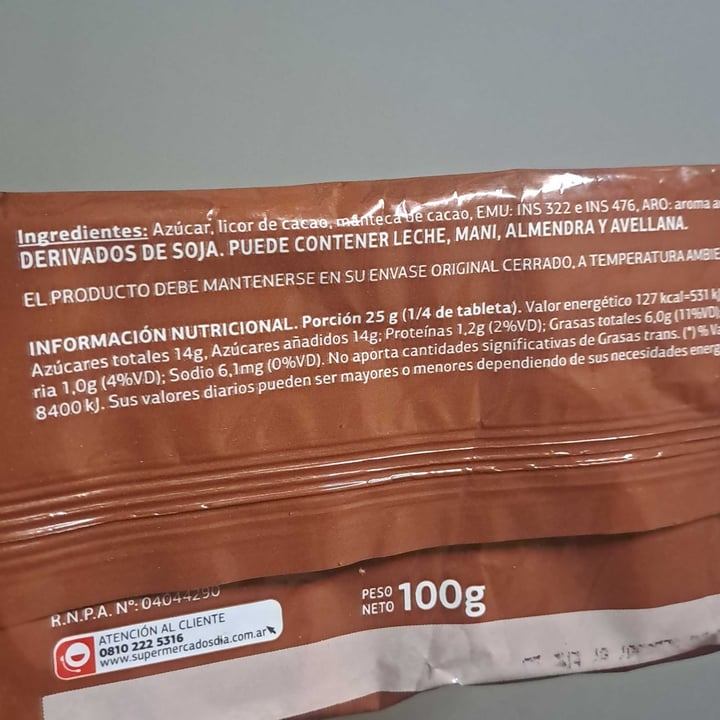 Ingredientes: Azúcar, licor de cacao, manteca de cacao, EMU: INS 322 e INS 476, ARO: aroma
DERIVADOS DE SOJA. PUEDE CONTENER LECHE, MANI, ALMENDRA Y AVELLANA.
EL PRODUCTO DEBE MANTENERSE EN SU ENVASE ORIGINAL CERRADO, A TEMPERATURA
INFORMACIÓN NUTRICIONAL. Porción 25 g (1/4 de tableta). Valor energético 127 kcal=531
Azúcares totales 14g, Azúcares añadidos 14g; Proteínas 1,2g (2%VD); Grasas totales 6,0g (11%VD)
ria 1,0g (4%VD); Sodio 6,1mg (0%VD). No aporta cantidades significativas de Grasas trans. (*) %
8400 kJ. Sus valores diarios pueden ser mayores o menores dependiendo de sus necesidades
R.N.P.A. Nº: 04044290
ATENCIÓN AL CLIENTE
0810 222 5316
www.supermercadosdia.com.ar
PESO NETO 100g